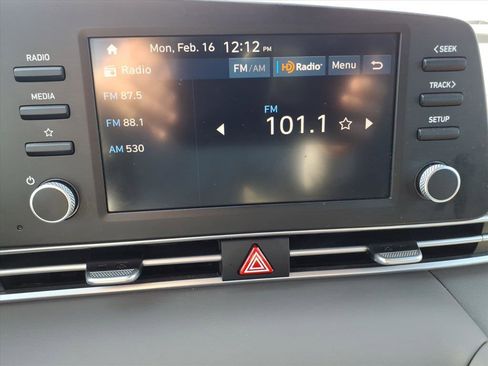 Mon, Feb. 16 12:12 PM
Radio FM/AM HD Radio Menu
FM 87.5
FM 88.1
AM 530
FM
101.1
RADIO
MEDIA
<SEEK
TRACK>
SETUP